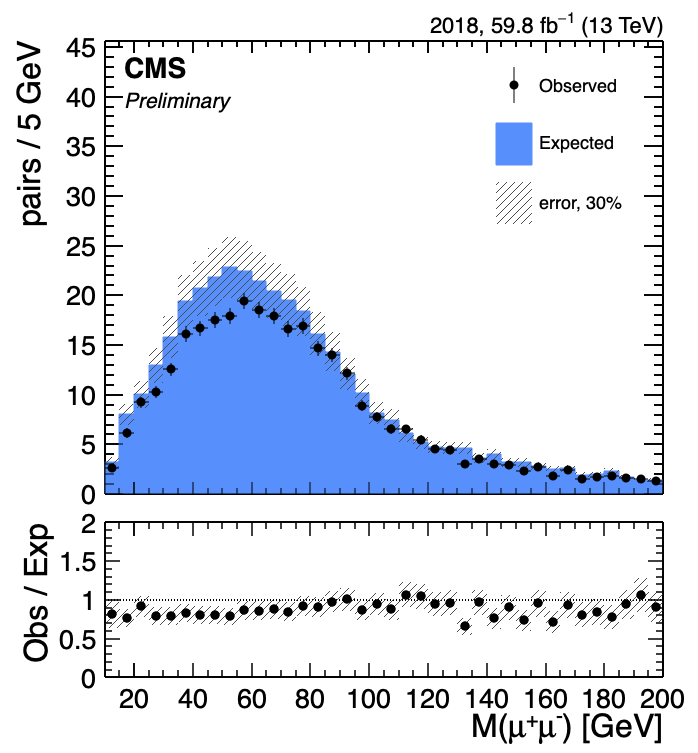 2018, 59.8 fb⁻¹ (13 TeV)
CMS
Preliminary
Observed
Expected
error, 30%
pairs / 5 GeV
45
40
35
30
25
20
15
10
5
0
Obs / Exp
2
1.5
1
0.5
0
20 40 60 80 100 120 140 160 180 200
M(μ⁺μ⁻) [GeV]